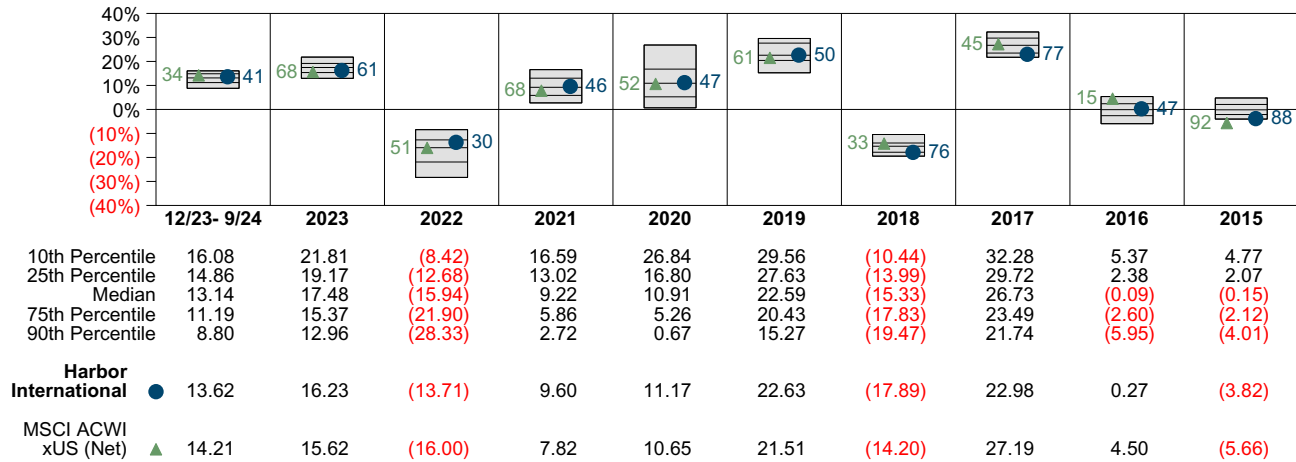 40%
30%
20%
10%
0%
(10%)
(20%)
(30%)
(40%)
34 41
68 61
51 30
68 46
52 47
61 50
33 76
45 77
15 47
92 88
12/23- 9/24 2023 2022 2021 2020 2019 2018 2017 2016 2015
10th Percentile 16.08 21.81 (8.42) 16.59 26.84 29.56 (10.44) 32.28 5.37 4.77
25th Percentile 14.86 19.17 (12.68) 13.02 16.80 27.63 (13.99) 29.72 2.38 2.07
Median 13.14 17.48 (15.94) 9.22 10.91 22.59 (15.33) 26.73 (0.09) (0.15)
75th Percentile 11.19 15.37 (21.90) 5.86 5.26 20.43 (17.83) 23.49 (2.60) (2.12)
90th Percentile 8.80 12.96 (28.33) 2.72 0.67 15.27 (19.47) 21.74 (5.95) (4.01)
Harbor
International 13.62 16.23 (13.71) 9.60 11.17 22.63 (17.89) 22.98 0.27 (3.82)
MSCI ACWI
xUS (Net) 14.21 15.62 (16.00) 7.82 10.65 21.51 (14.20) 27.19 4.50 (5.66)